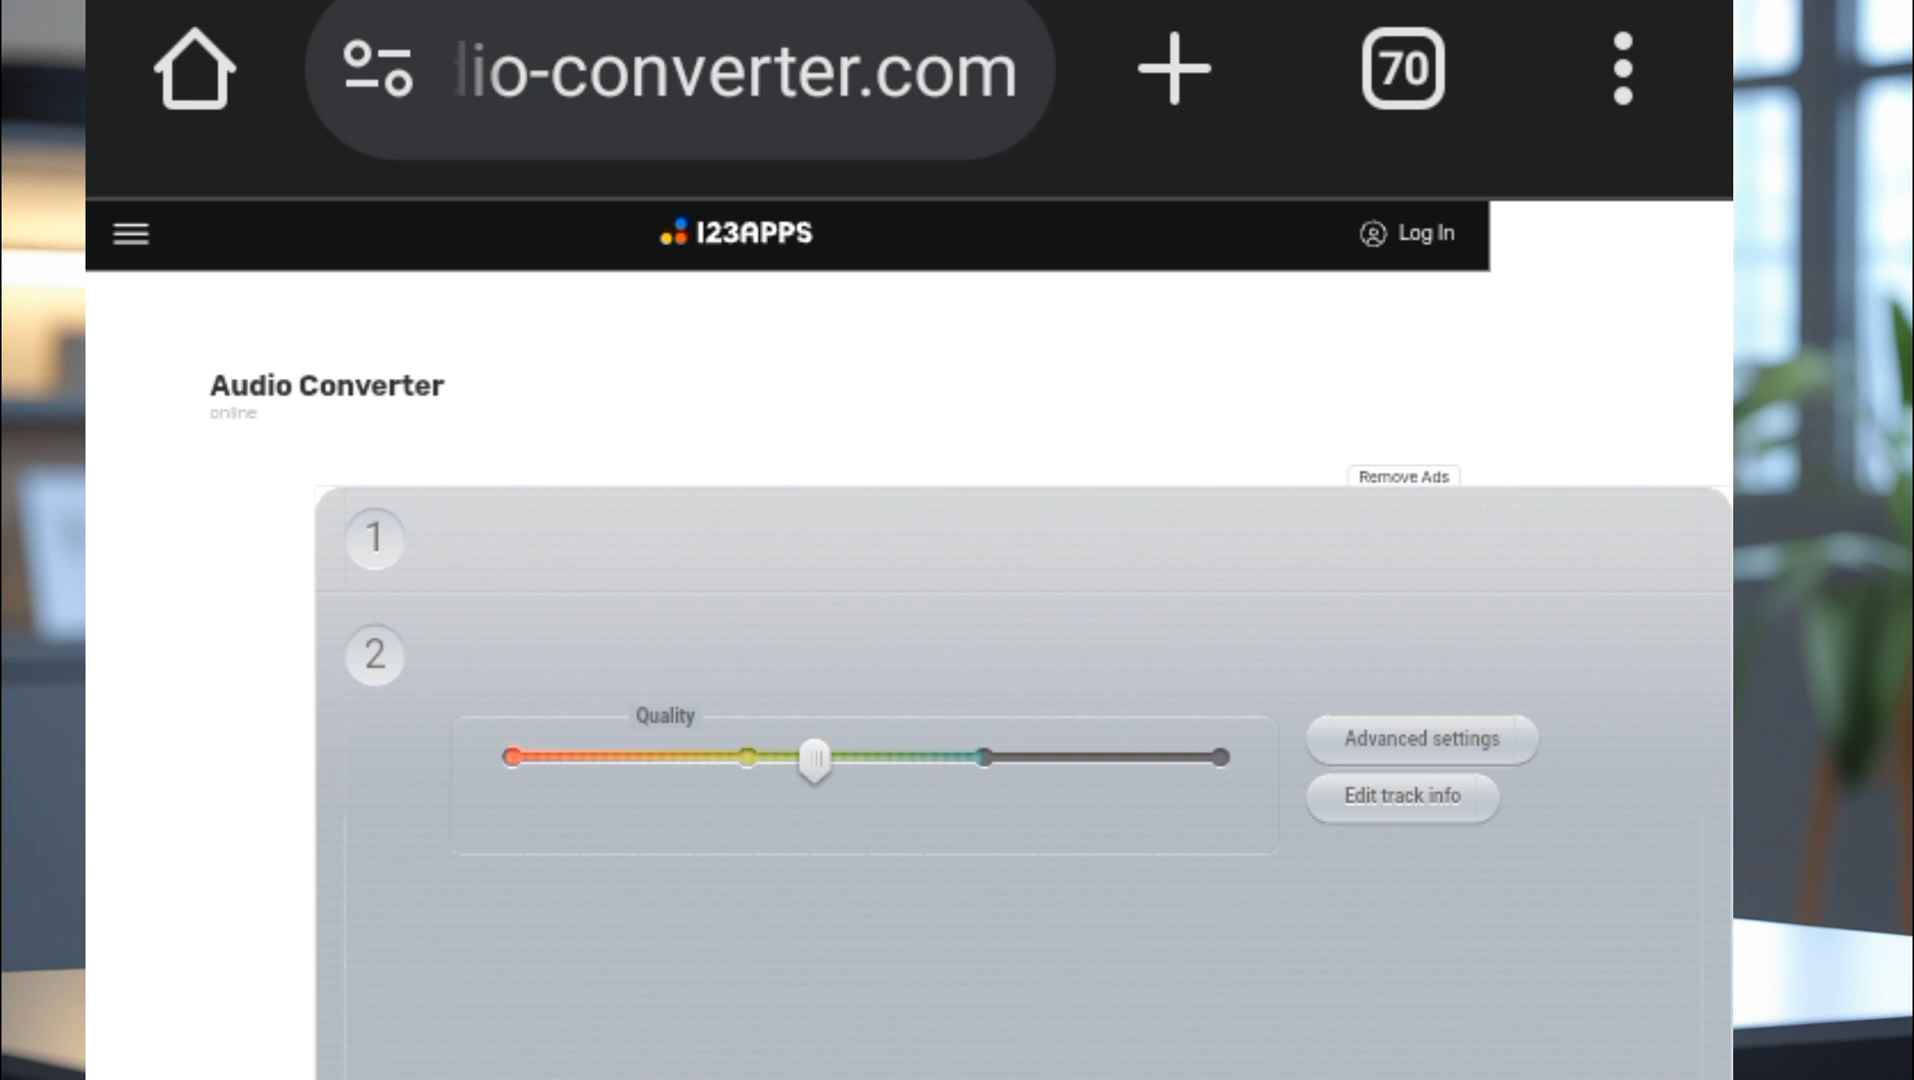 lio-converter.com
70
123APPS
Log In
Audio Converter
online
Remove Ads
1
2
Quality
Advanced settings
Edit track info